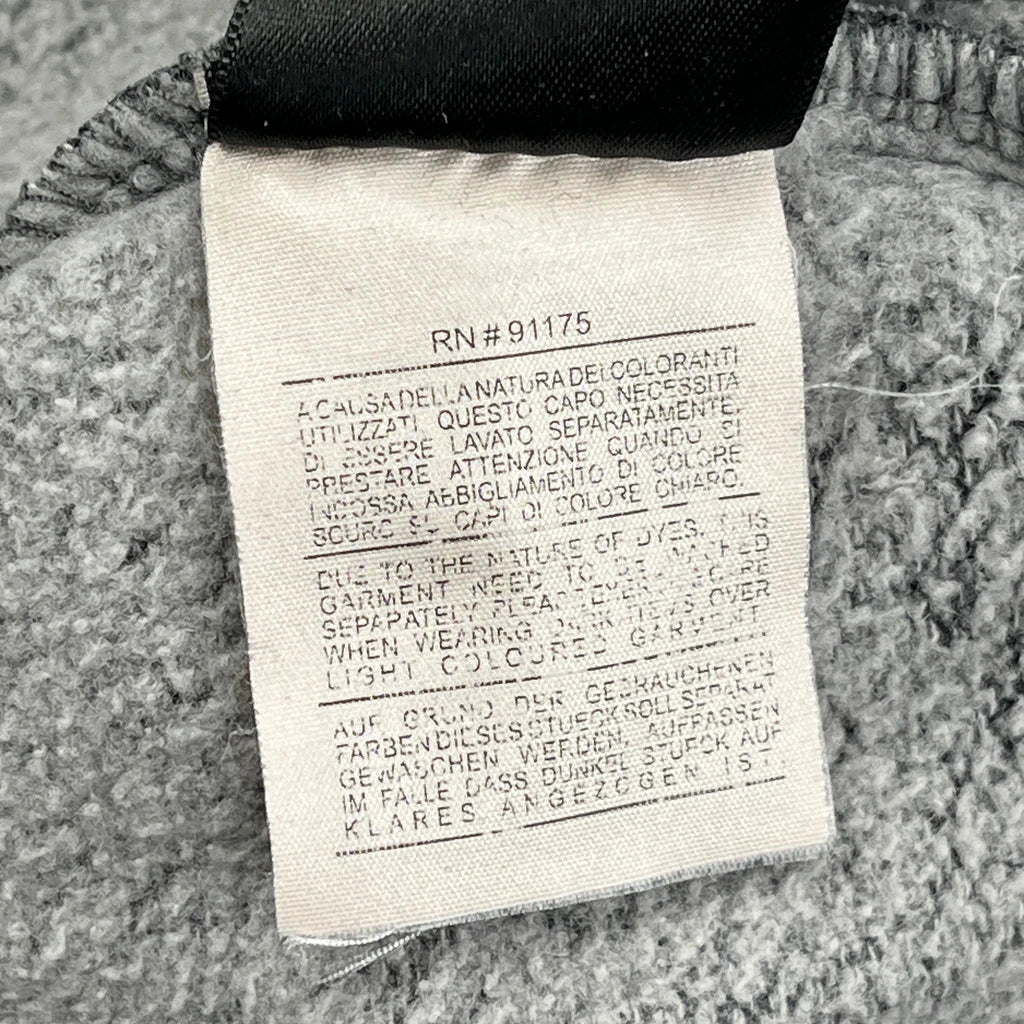 RN # 91175
A CAUSA DELLA NATURA DEI COLORANTI
UTILIZZATI, QUESTO CAPO NECESSITA
DI ESSERE LAVATO SEPARATAMENTE.
PRESTARE ATTENZIONE QUANDO SI
INDOSSA ABBIGLIAMENTO DI COLORE
SCURO SU CAPI DI COLORE CHIARO.
DUE TO THE NATURE OF DYES, THIS
GARMENT NEED TO BE WASHED
SEPARATELY PLEASE
WHEN WEARING OVER
LIGHT COLOURED GARMENT
AUF GRUND DER GEBRAUCHENEN
FARBEN DIESES STUECK SOLL SEPARAT
GEWASCHEN WERDEN. AUFPASSEN
IM FALLE DASS DUNKEL STUECK AUF
KLARES ANGEZOGEN IST.